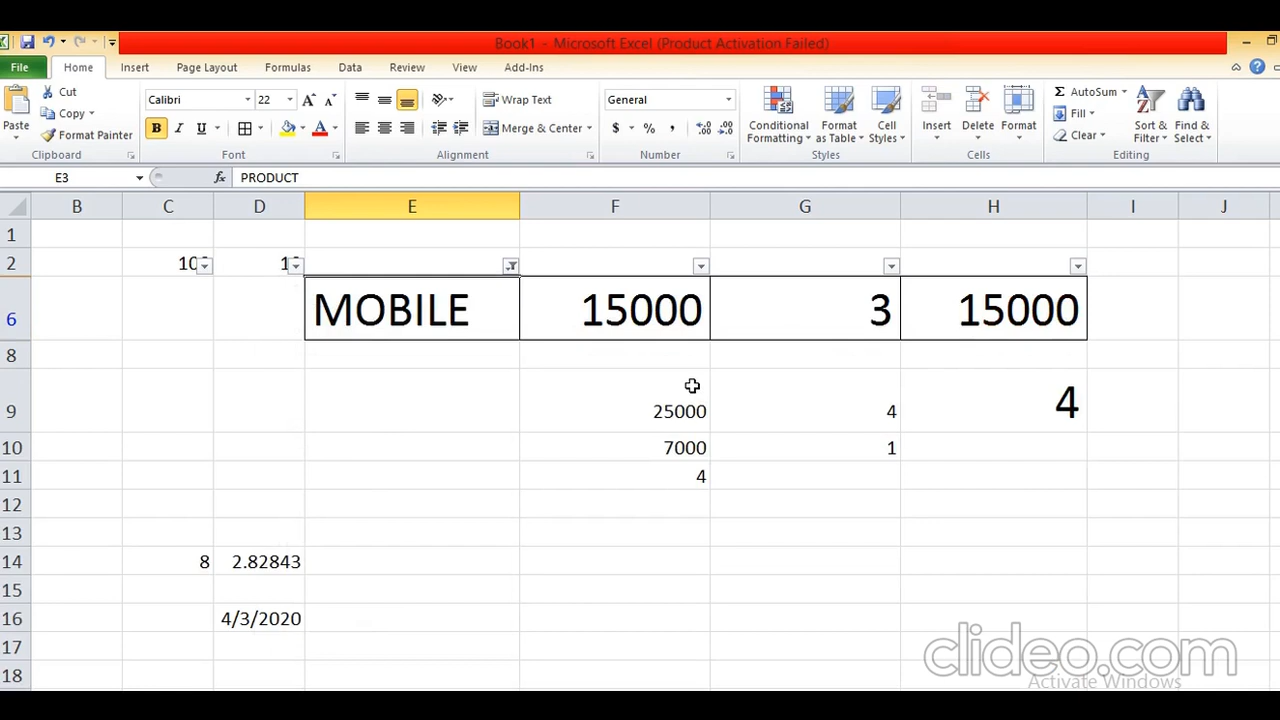 Book1 - Microsoft Excel (Product Activation Failed)
File Home Insert Page Layout Formulas Data Review View Add-Ins
Paste Cut Copy Format Painter Clipboard
Calibri 22 B I U A Font
Wrap Text Merge & Center Alignment
General $ % , Number
Conditional Formatting Format as Table Cell Styles Styles
Insert Delete Format Cells
Σ AutoSum Fill Clear Sort & Filter Find & Select Editing
E3 fx PRODUCT
B C D E F G H I J
1
2
6 MOBILE 15000 3 15000
8
9 25000 4 4
10 7000 1
11 4
12
13
14 8 2.82843
15
16 4/3/2020
17
18
clideo.com
Activate Windows